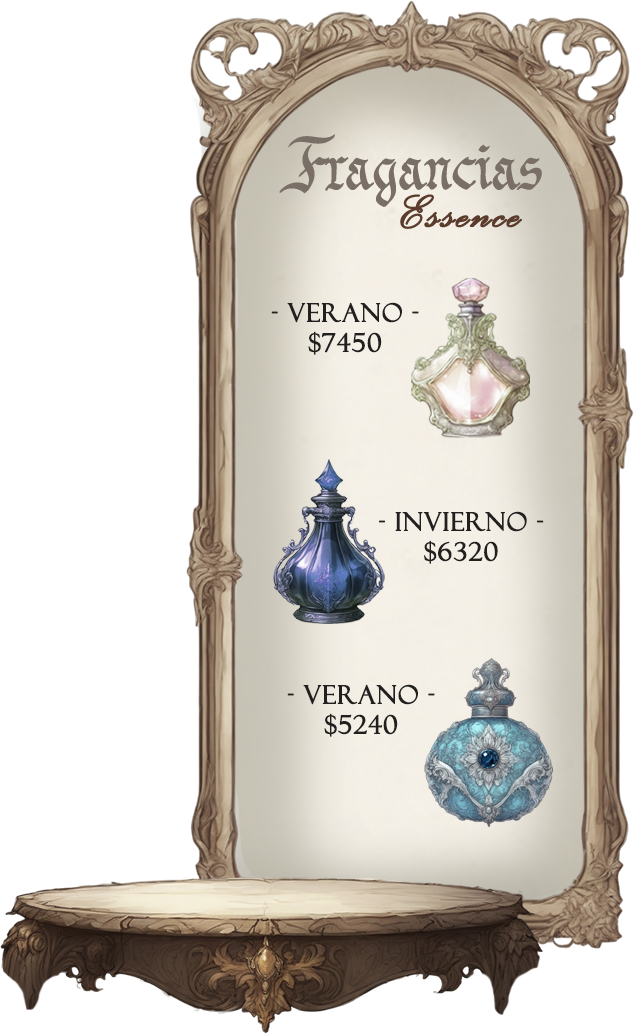 Fragancias
Essence
- VERANO -
$7450
- INVIERNO -
$6320
- VERANO -
$5240